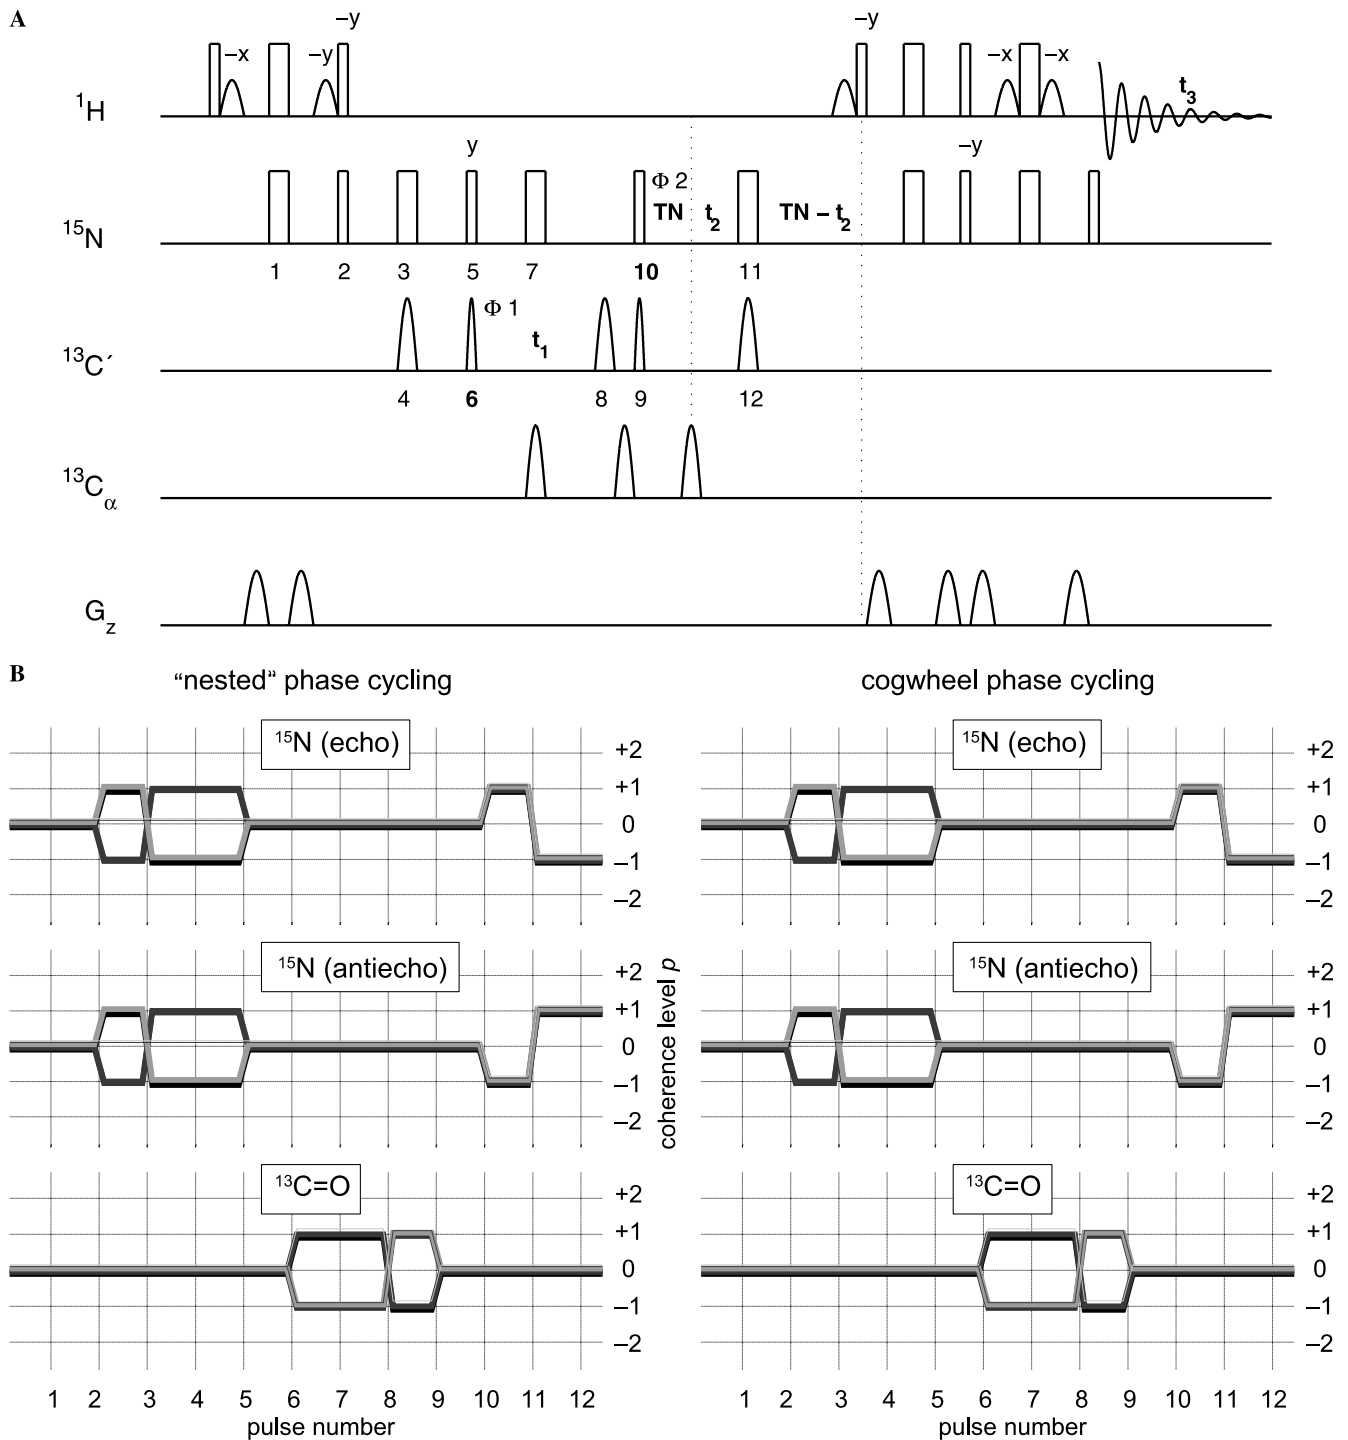 A
–y –y
–x –y –x –x
¹H t₃
y –y
Φ 2
TN t₂ TN – t₂
¹⁵N
1 2 3 5 7 10 11
Φ 1
t₁
¹³C´
4 6 8 9 12
¹³Cα
Gz
B
“nested“ phase cycling cogwheel phase cycling
¹⁵N (echo) ¹⁵N (echo)
+2 +2
+1 +1
0 0
–1 –1
–2 –2
¹⁵N (antiecho) ¹⁵N (antiecho)
+2 +2
+1 +1
0 0
–1 –1
–2 –2
coherence level p
¹³C=O ¹³C=O
+2 +2
+1 +1
0 0
–1 –1
–2 –2
1 2 3 4 5 6 7 8 9 10 11 12 1 2 3 4 5 6 7 8 9 10 11 12
pulse number pulse number